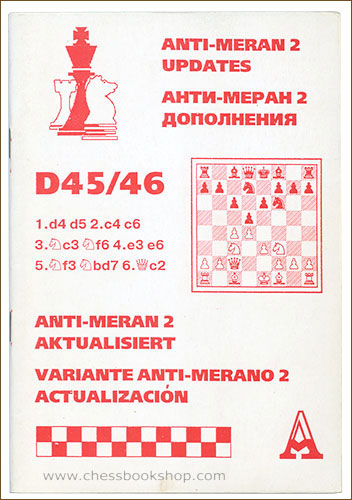 ANTI-MERAN 2
UPDATES
АНТИ-МЕРАН 2
ДОПОЛНЕНИЯ
D45/46
1.d4 d5 2.c4 c6
3.♘c3 ♘f6 4.e3 e6
5.♘f3 ♘bd7 6.♕c2
ANTI-MERAN 2
AKTUALISIERT
VARIANTE ANTI-MERANO 2
ACTUALIZACIÓN
A
www.chessbookshop.com